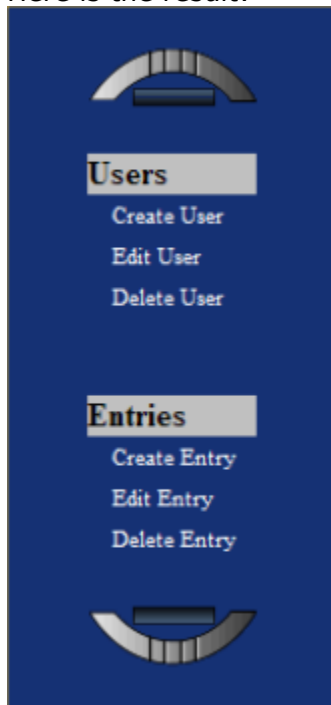 Here is the result:
Users
Create User
Edit User
Delete User
Entries
Create Entry
Edit Entry
Delete Entry